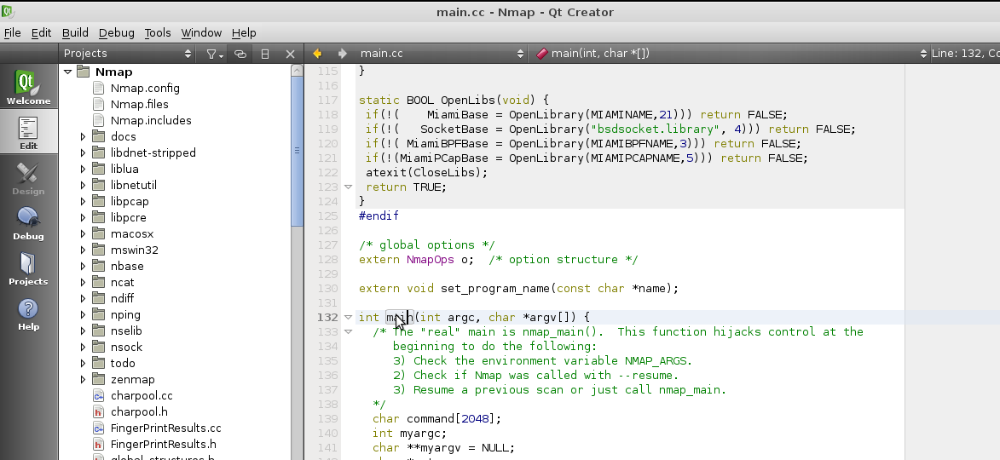 main.cc - Nmap - Qt Creator
File Edit Build Debug Tools Window Help
Projects
main.cc
main(int, char *[])
Line: 132, Co
Qt
Welcome
Edit
Design
Debug
Projects
Help
Nmap
Nmap.config
Nmap.files
Nmap.includes
docs
libdnet-stripped
liblua
libnetutil
libpcap
libpcre
macosx
mswin32
nbase
ncat
ndiff
nping
nselib
nsock
todo
zenmap
charpool.cc
charpool.h
FingerPrintResults.cc
FingerPrintResults.h
global_structures.h
115 }
116
117 static BOOL OpenLibs(void) {
118 if(!(    MiamiBase = OpenLibrary(MIAMINAME,21))) return FALSE;
119 if(!(   SocketBase = OpenLibrary("bsdsocket.library", 4))) return FALSE;
120 if(!( MiamiBPFBase = OpenLibrary(MIAMIBPFNAME,3))) return FALSE;
121 if(!(MiamiPCapBase = OpenLibrary(MIAMIPCAPNAME,5))) return FALSE;
122 atexit(CloseLibs);
123 return TRUE;
124 }
125 #endif
126
127 /* global options */
128 extern NmapOps o;  /* option structure */
129
130 extern void set_program_name(const char *name);
131
132 int main(int argc, char *argv[]) {
133 /* The "real" main is nmap_main().  This function hijacks control at the
134 beginning to do the following:
135 3) Check the environment variable NMAP_ARGS.
136 2) Check if Nmap was called with --resume.
137 3) Resume a previous scan or just call nmap_main.
138 */
139 char command[2048];
140 int myargc;
141 char **myargv = NULL;